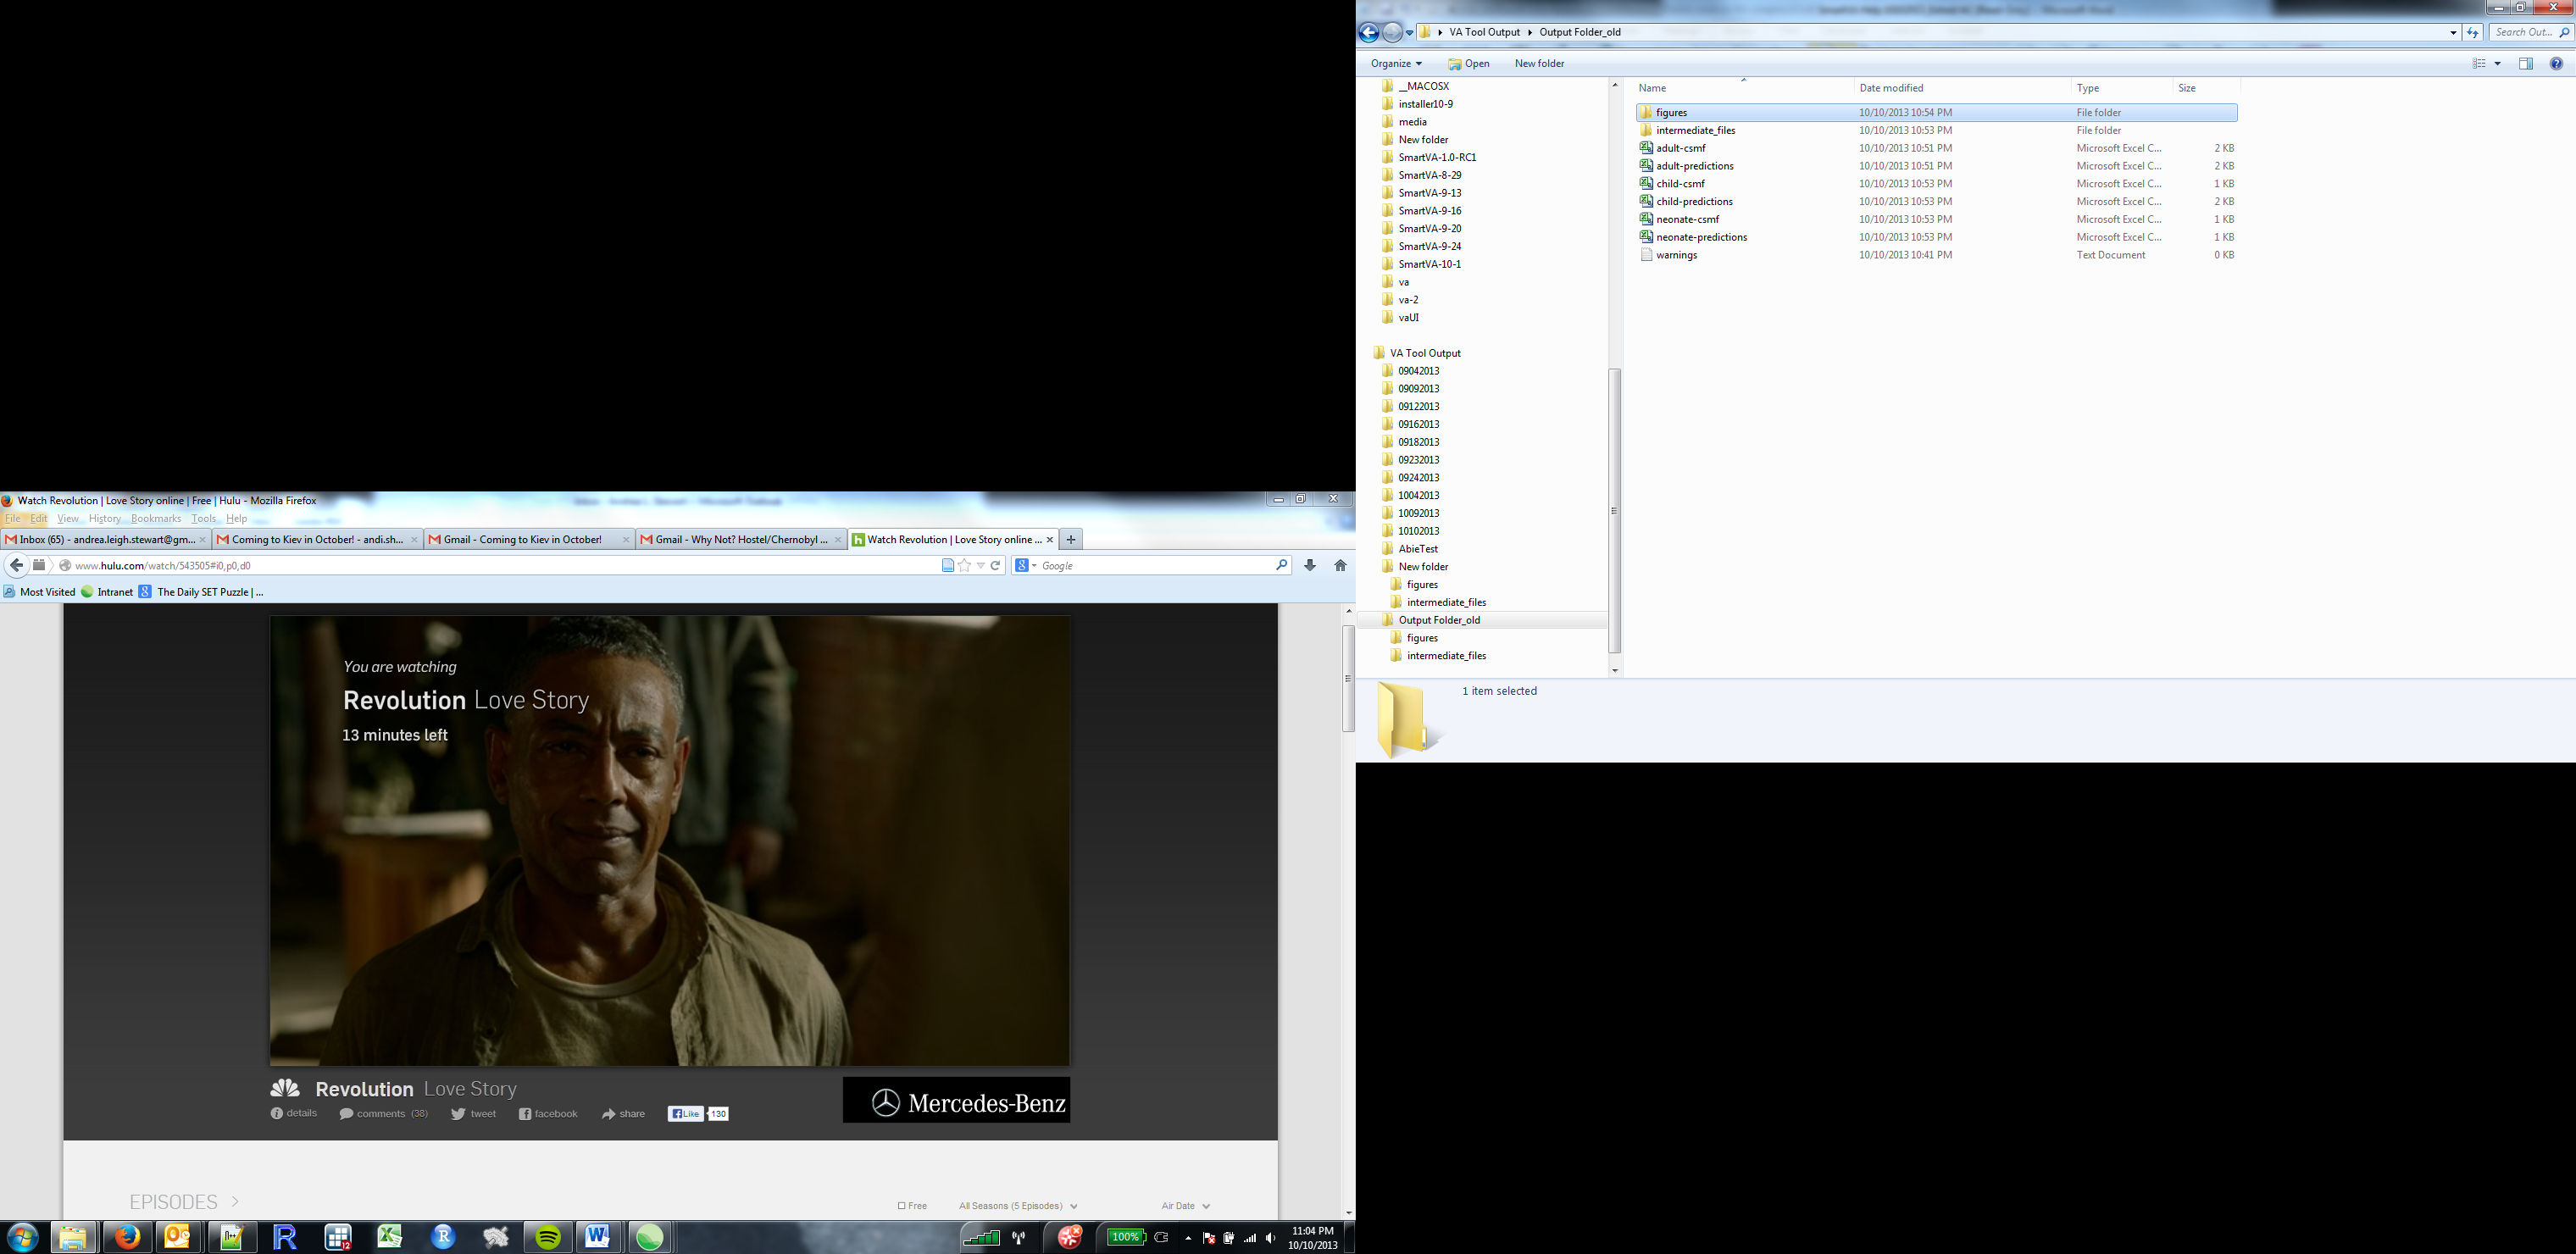 VA Tool Output
Output Folder_old
Search Out...
Organize
Open
New folder
__MACOSX
installer10-9
media
New folder
SmartVA-1.0-RC1
SmartVA-8-29
SmartVA-9-13
SmartVA-9-16
SmartVA-9-20
SmartVA-9-24
SmartVA-10-1
va
va-2
vaUI
VA Tool Output
09042013
09092013
09122013
09162013
09182013
09232013
09242013
10042013
10092013
10102013
AbieTest
New folder
figures
intermediate_files
Output Folder_old
figures
intermediate_files
Name Date modified Type Size
figures 10/10/2013 10:54 PM File folder
intermediate_files 10/10/2013 10:53 PM File folder
adult-csmf 10/10/2013 10:51 PM Microsoft Excel C... 2 KB
adult-predictions 10/10/2013 10:51 PM Microsoft Excel C... 2 KB
child-csmf 10/10/2013 10:53 PM Microsoft Excel C... 1 KB
child-predictions 10/10/2013 10:53 PM Microsoft Excel C... 2 KB
neonate-csmf 10/10/2013 10:53 PM Microsoft Excel C... 1 KB
neonate-predictions 10/10/2013 10:53 PM Microsoft Excel C... 1 KB
warnings 10/10/2013 10:41 PM Text Document 0 KB
1 item selected
Watch Revolution | Love Story online | Free | Hulu - Mozilla Firefox
File Edit View History Bookmarks Tools Help
Inbox (65) - andrea.leigh.stewart@gm... Coming to Kiev in October! - andi.sh... Gmail - Coming to Kiev in October! Gmail - Why Not? Hostel/Chernobyl ... Watch Revolution | Love Story online ...
www.hulu.com/watch/543505#i0,p0,d0
Google
Most Visited Intranet The Daily SET Puzzle | ...
You are watching
Revolution Love Story
13 minutes left
Revolution Love Story
details comments (38) tweet facebook share Like 130
Mercedes-Benz
EPISODES
Free All Seasons (5 Episodes) Air Date
100%
11:04 PM
10/10/2013